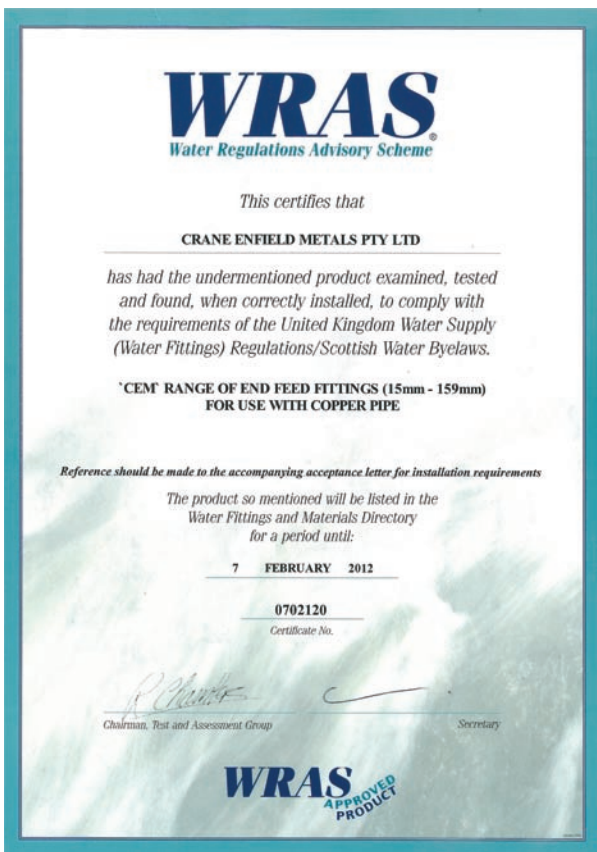 WRAS®
Water Regulations Advisory Scheme
This certifies that
CRANE ENFIELD METALS PTY LTD
has had the undermentioned product examined, tested
and found, when correctly installed, to comply with
the requirements of the United Kingdom Water Supply
(Water Fittings) Regulations/Scottish Water Byelaws.
`CEM` RANGE OF END FEED FITTINGS (15mm - 159mm)
FOR USE WITH COPPER PIPE
Reference should be made to the accompanying acceptance letter for installation requirements
The product so mentioned will be listed in the
Water Fittings and Materials Directory
for a period until:
7 FEBRUARY 2012
0702120
Certificate No.
Chairman, Test and Assessment Group
Secretary
WRAS
APPROVED
PRODUCT